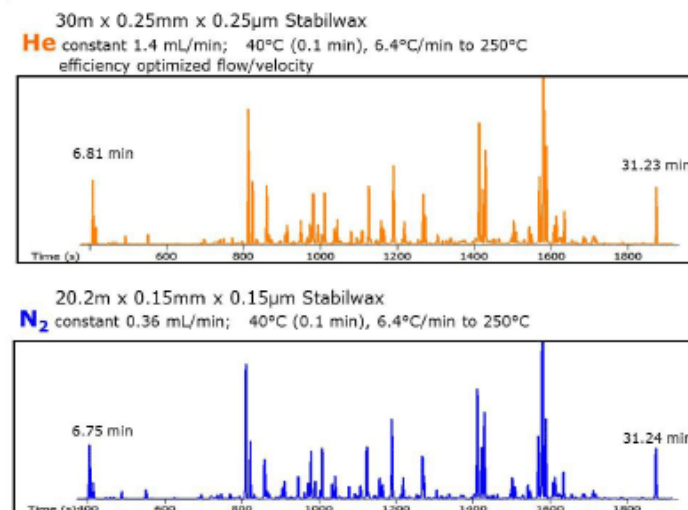 30m x 0.25mm x 0.25µm Stabilwax
He constant 1.4 mL/min; 40°C (0.1 min), 6.4°C/min to 250°C
efficiency optimized flow/velocity
6.81 min
31.23 min
Time (s) 600 800 1000 1200 1400 1600 1800
20.2m x 0.15mm x 0.15µm Stabilwax
N₂ constant 0.36 mL/min; 40°C (0.1 min), 6.4°C/min to 250°C
6.75 min
31.24 min
Time (s) 400 600 800 1000 1200 1400 1600 1800